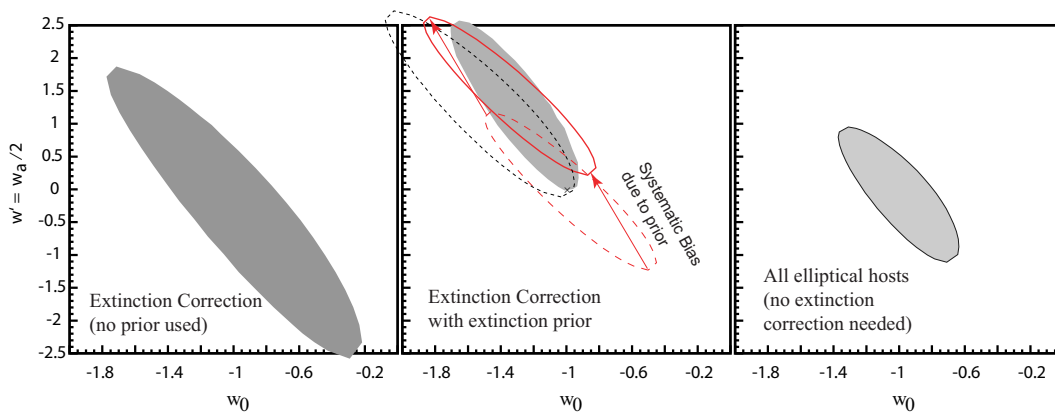 2.5
2
1.5
1
0.5
0
-0.5
-1
-1.5
-2
-2.5
w' = wa/2
Extinction Correction
(no prior used)
-1.8
-1.4
-1
-0.6
-0.2
w0
Systematic Bias
due to prior
Extinction Correction
with extinction prior
-1.8
-1.4
-1
-0.6
-0.2
w0
All elliptical hosts
(no extinction
correction needed)
-1.8
-1.4
-1
-0.6
-0.2
w0